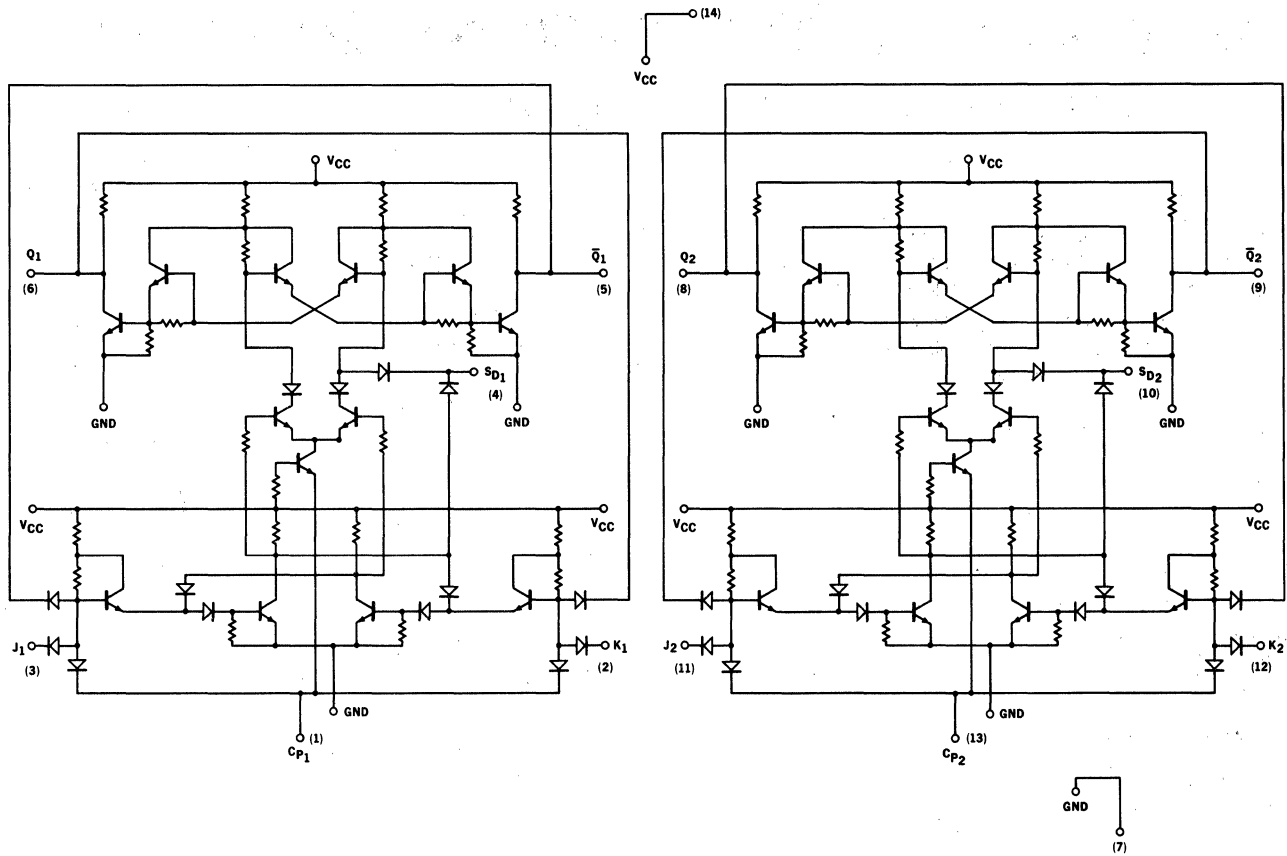 (14)
VCC
VCC
VCC
Q1
(6)
Q̅1
(5)
Q2
(8)
Q̅2
(9)
SD1
(4)
SD2
(10)
GND
GND
GND
GND
VCC
VCC
VCC
VCC
J1
(3)
K1
(2)
J2
(11)
K2
(12)
GND
GND
(1)
CP1
(13)
CP2
GND
(7)